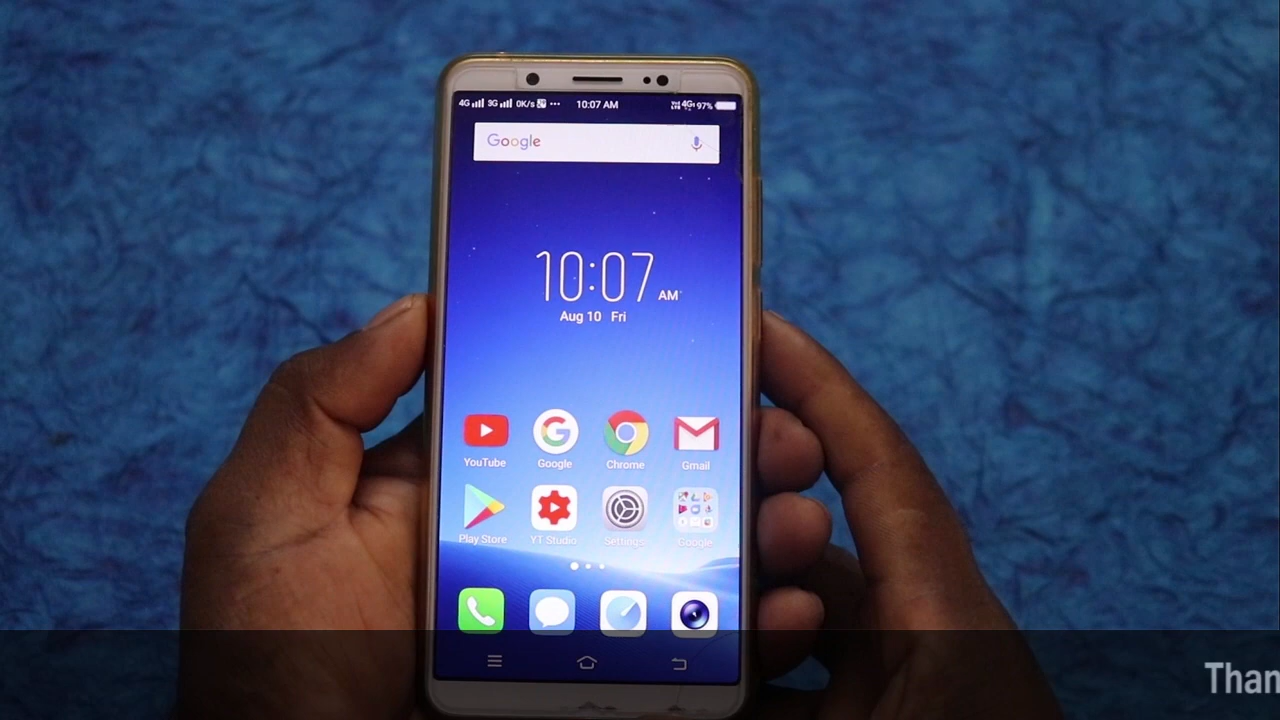 4G 3G 0K/s ••• 10:07 AM 4G 97%
Google
10:07 AM
Aug 10 Fri
YouTube Google Chrome Gmail
Play Store YT Studio Settings Google
Than